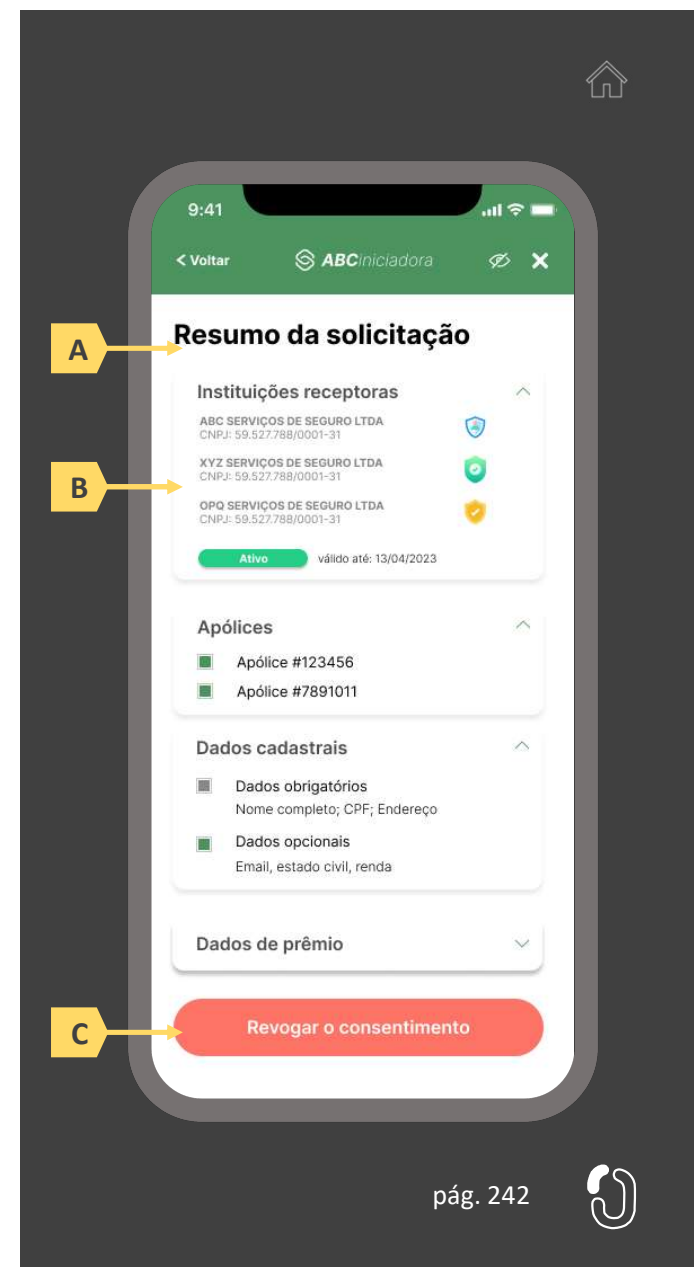 9:41
Voltar
ABCiniciadora
A
Resumo da solicitação
Instituições receptoras
ABC SERVIÇOS DE SEGURO LTDA
CNPJ: 59.527.788/0001-31
B
XYZ SERVIÇOS DE SEGURO LTDA
CNPJ: 59.527.788/0001-31
OPQ SERVIÇOS DE SEGURO LTDA
CNPJ: 59.527.788/0001-31
Ativo válido até: 13/04/2023
Apólices
Apólice #123456
Apólice #7891011
Dados cadastrais
Dados obrigatórios
Nome completo; CPF; Endereço
Dados opcionais
Email, estado civil, renda
Dados de prêmio
C
Revogar o consentimento
pág. 242